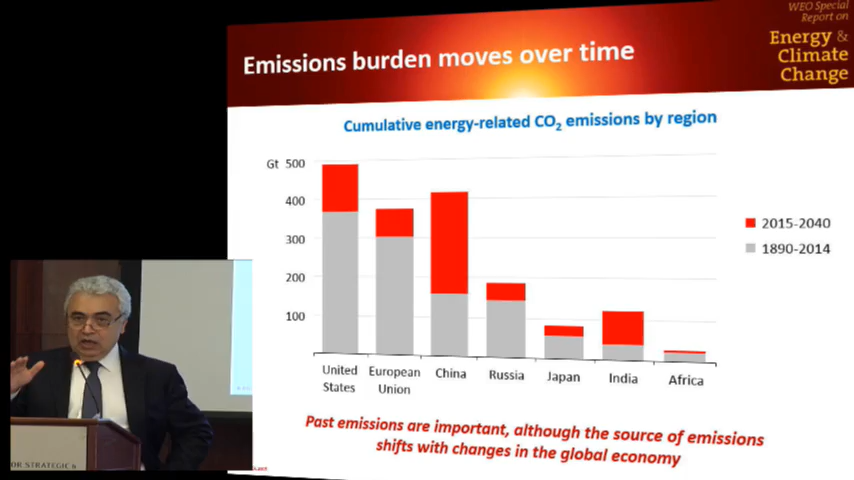 WEO Special
Report on
Energy &
Climate
Change
Emissions burden moves over time
Cumulative energy-related CO₂ emissions by region
Gt 500
400
300
200
100
2015-2040
1890-2014
United
States
European
Union
China
Russia
Japan
India
Africa
Past emissions are important, although the source of emissions
shifts with changes in the global economy
OR STRATEGIC &